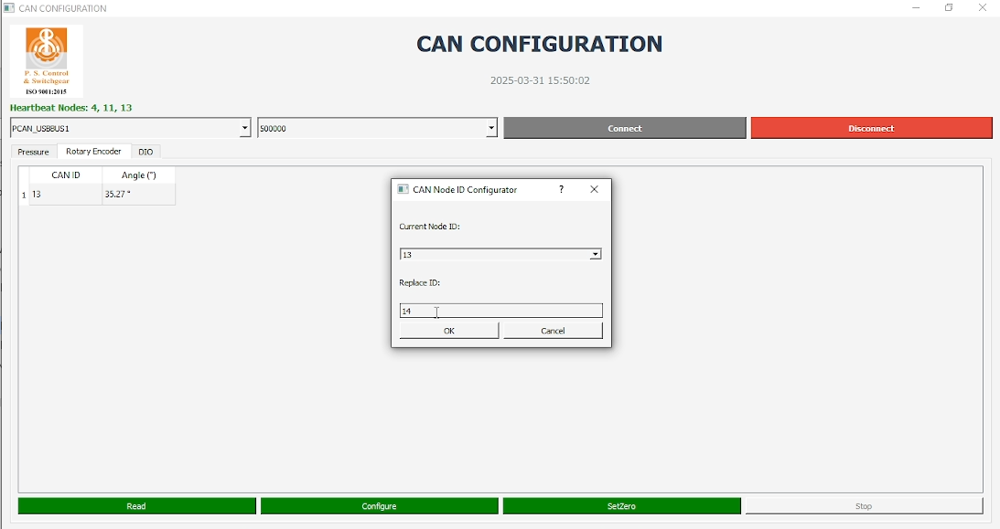 CAN CONFIGURATION
CAN CONFIGURATION
P. S. Control
& Switchgear
ISO 9001:2015
2025-03-31 15:50:02
Heartbeat Nodes: 4, 11, 13
PCAN_USBBUS1
500000
Connect
Disconnect
Pressure
Rotary Encoder
DIO
CAN ID
Angle (°)
1
13
35.27 °
CAN Node ID Configurator
?
Current Node ID:
13
Replace ID:
14
OK
Cancel
Read
Configure
SetZero
Stop